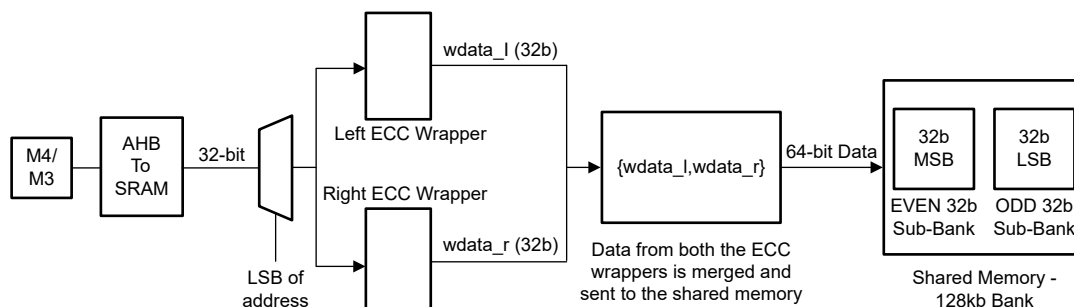 M4/
M3
AHB
To
SRAM
32-bit
LSB of
address
wdata_l (32b)
Left ECC Wrapper
Right ECC Wrapper
wdata_r (32b)
{wdata_l,wdata_r}
Data from both the ECC
wrappers is merged and
sent to the shared memory
64-bit Data
32b
MSB
EVEN 32b
Sub-Bank
32b
LSB
ODD 32b
Sub-Bank
Shared Memory -
128kb Bank